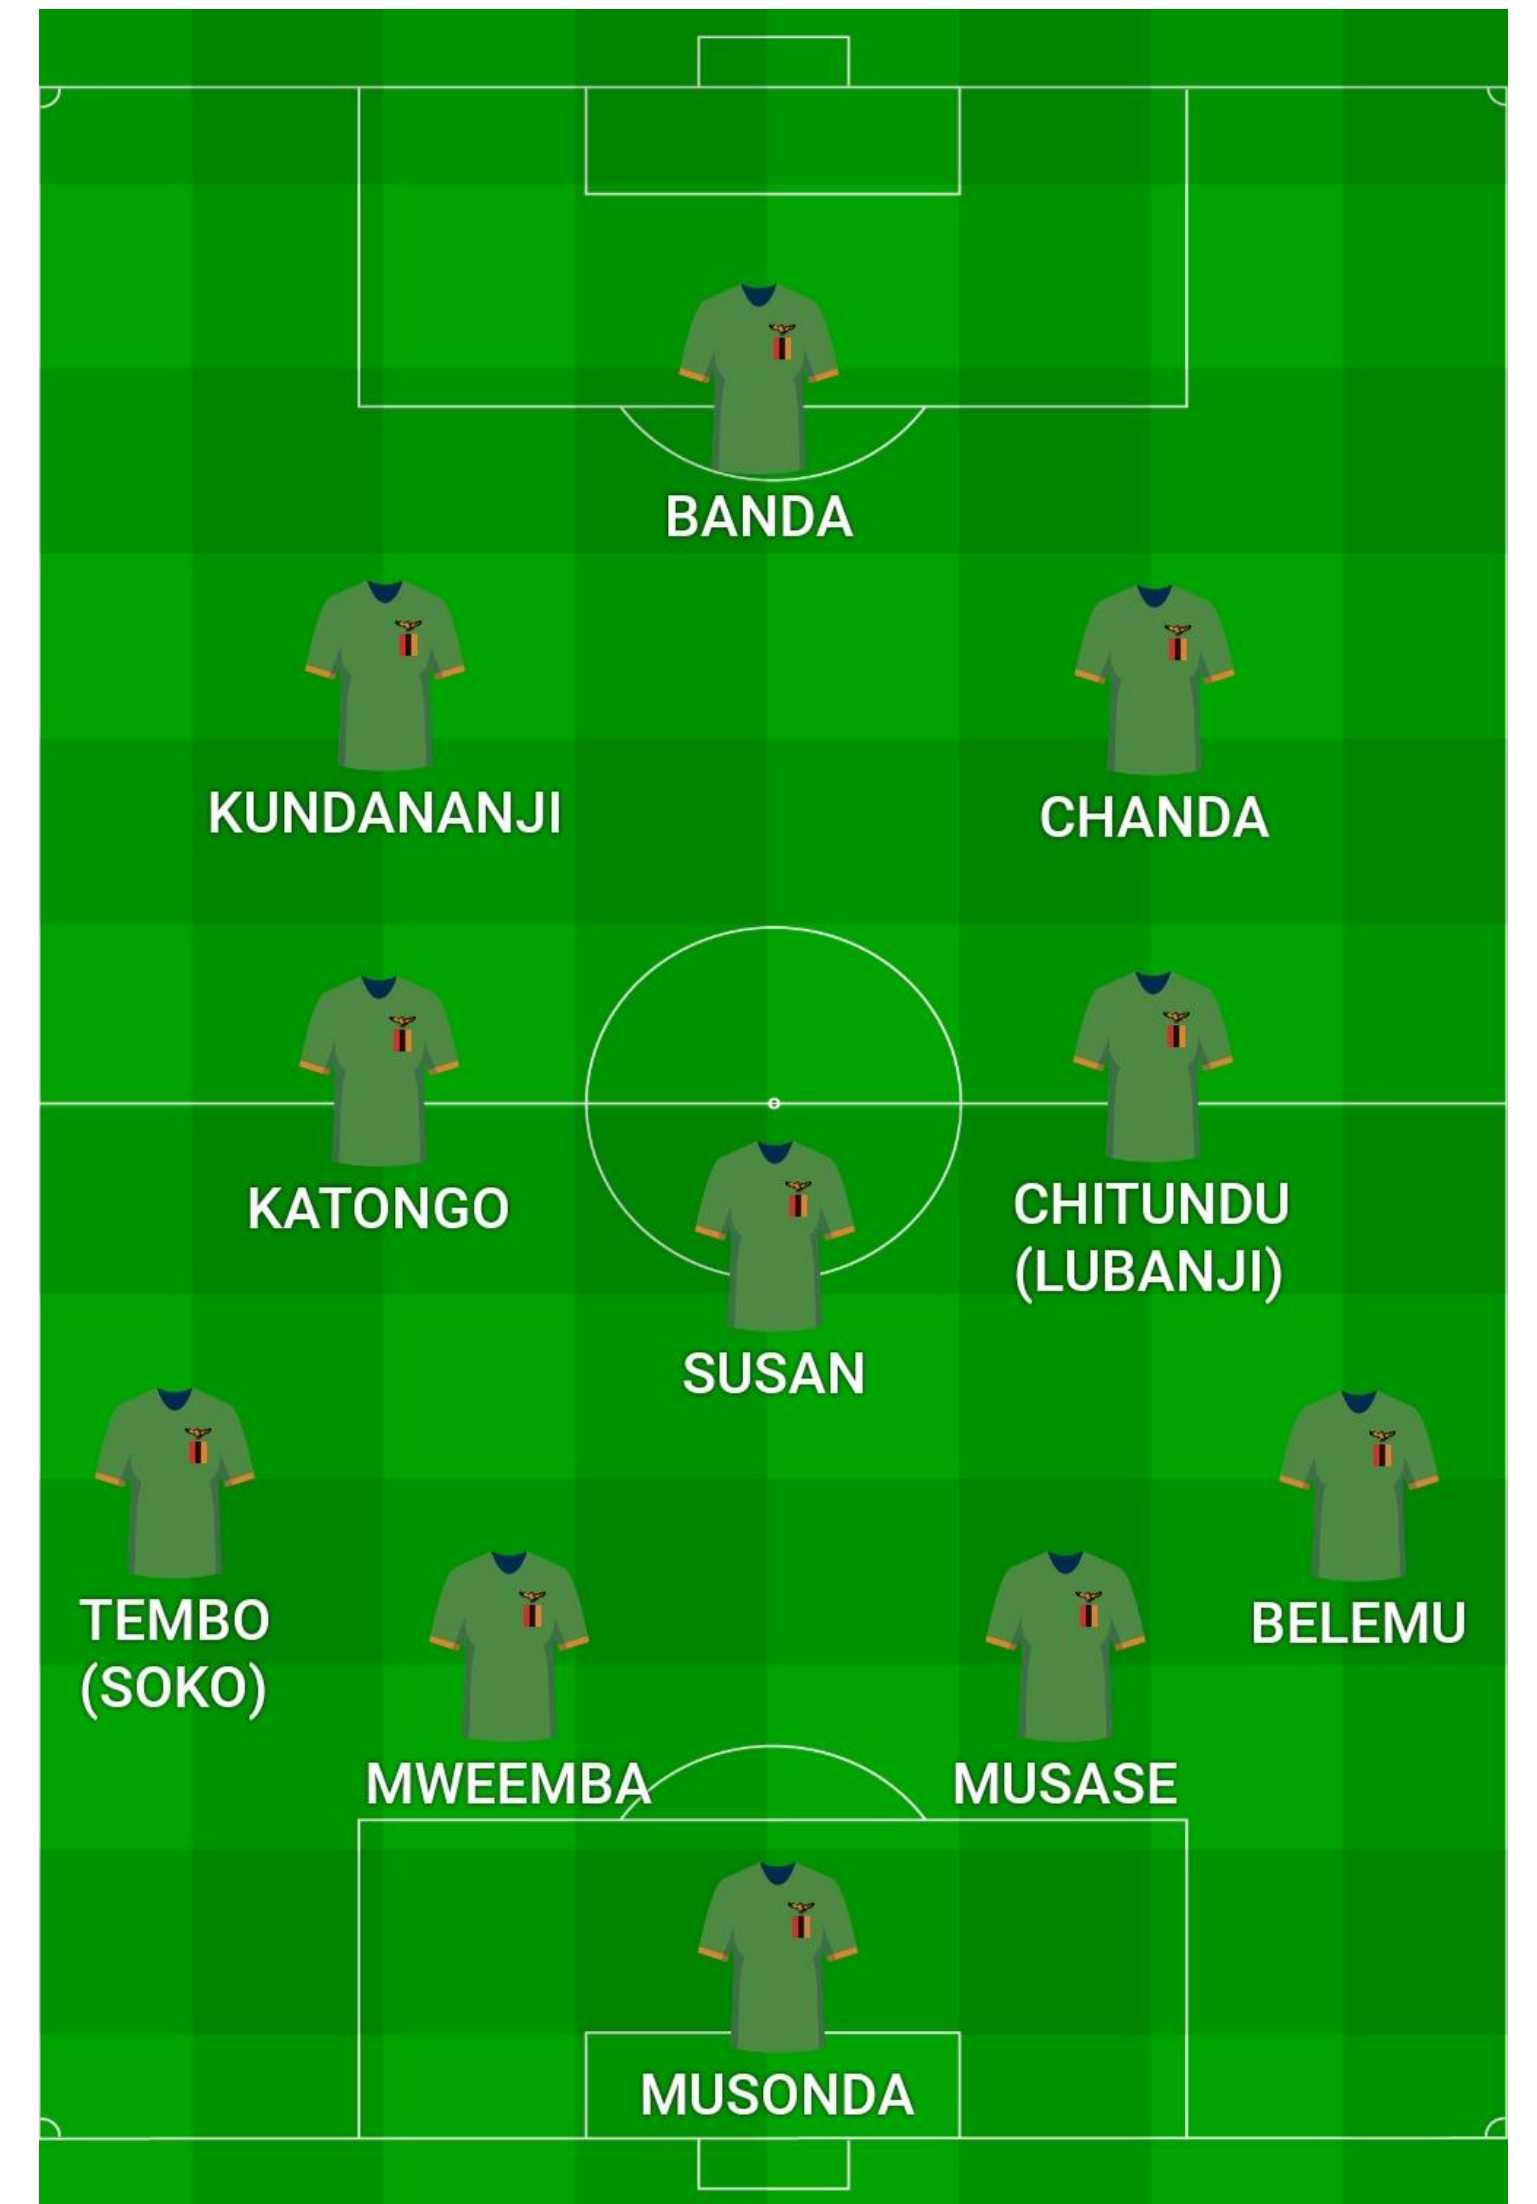 BANDA
KUNDANANJI
CHANDA
KATONGO
CHITUNDU
(LUBANJI)
SUSAN
TEMBO
(SOKO)
BELEMU
MWEEMBA
MUSASE
MUSONDA